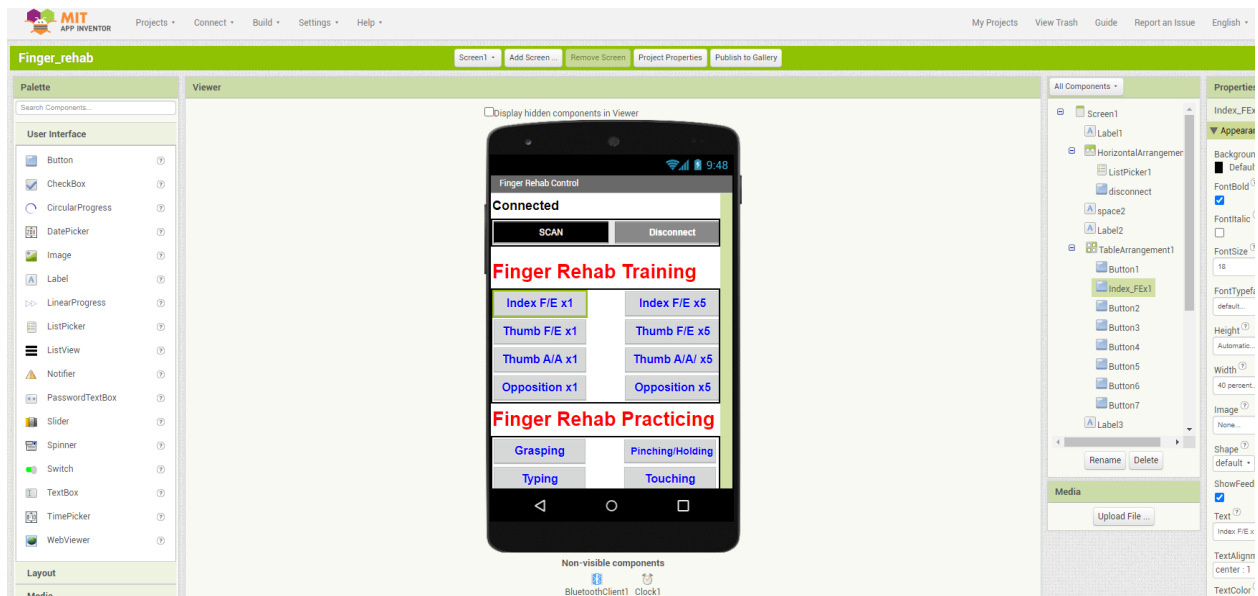 MIT
APP INVENTOR
Projects
Connect
Build
Settings
Help
My Projects
View Trash
Guide
Report an Issue
English
Finger_rehab
Screen1
Add Screen ...
Remove Screen
Project Properties
Publish to Gallery
Palette
Search Components...
User Interface
Button
CheckBox
CircularProgress
DatePicker
Image
Label
LinearProgress
ListPicker
ListView
Notifier
PasswordTextBox
Slider
Spinner
Switch
TextBox
TimePicker
WebViewer
Layout
Media
Viewer
Display hidden components in Viewer
9:48
Finger Rehab Control
Connected
SCAN Disconnect
Finger Rehab Training
Index F/E x1 Index F/E x5
Thumb F/E x1 Thumb F/E x5
Thumb A/A x1 Thumb A/A/ x5
Opposition x1 Opposition x5
Finger Rehab Practicing
Grasping Pinching/Holding
Typing Touching
Non-visible components
BluetoothClient1 Clock1
All Components
Screen1
Label1
HorizontalArrangemer
ListPicker1
disconnect
space2
Label2
TableArrangement1
Button1
Index_FEx1
Button2
Button3
Button4
Button5
Button6
Button7
Label3
Rename Delete
Media
Upload File ...
Properties
Index_FEx
Appearan
Backgroun
Default
FontBold
FontItalic
FontSize
18
FontTypefa
default...
Height
Automatic...
Width
40 percent...
Image
None...
Shape
default
ShowFeed
Text
Index F/E x
TextAlignm
center : 1
TextColor